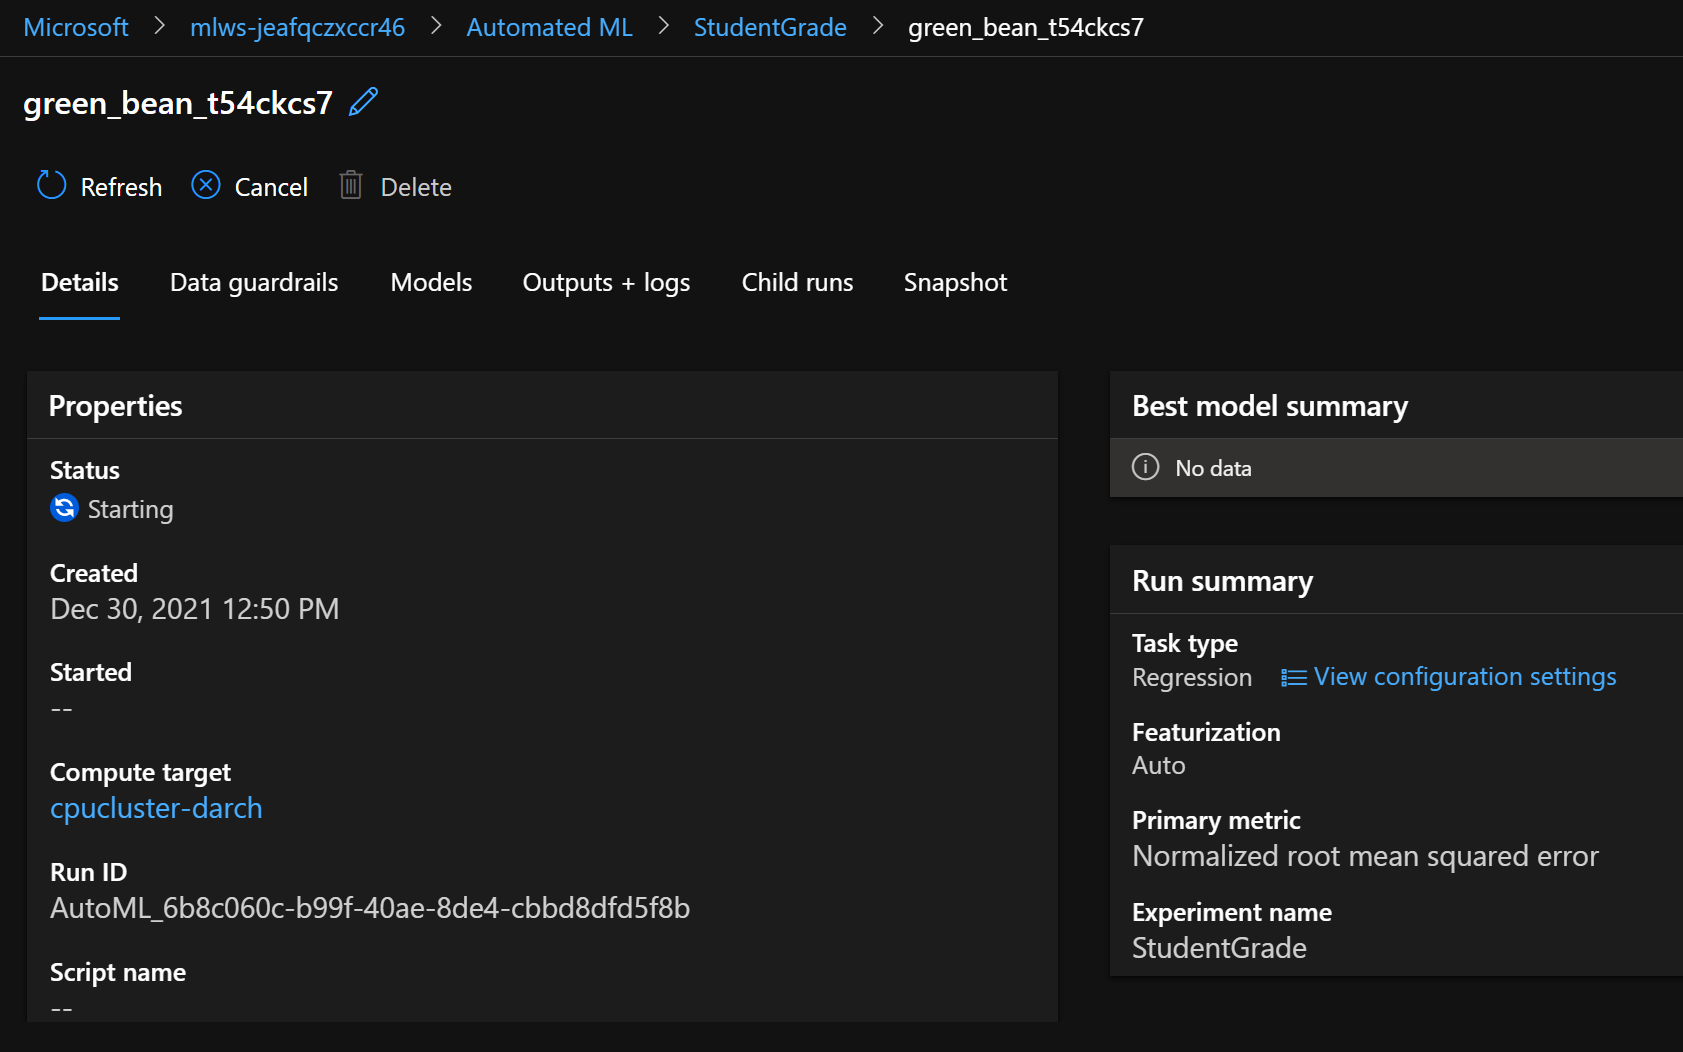 Microsoft > mlws-jeafqczxccr46 > Automated ML > StudentGrade > green_bean_t54ckcs7
green_bean_t54ckcs7
Refresh Cancel Delete
Details Data guardrails Models Outputs + logs Child runs Snapshot
Properties
Status
Starting
Created
Dec 30, 2021 12:50 PM
Started
--
Compute target
cpucluster-darch
Run ID
AutoML_6b8c060c-b99f-40ae-8de4-cbbd8dfd5f8b
Script name
--
Best model summary
No data
Run summary
Task type
Regression View configuration settings
Featurization
Auto
Primary metric
Normalized root mean squared error
Experiment name
StudentGrade